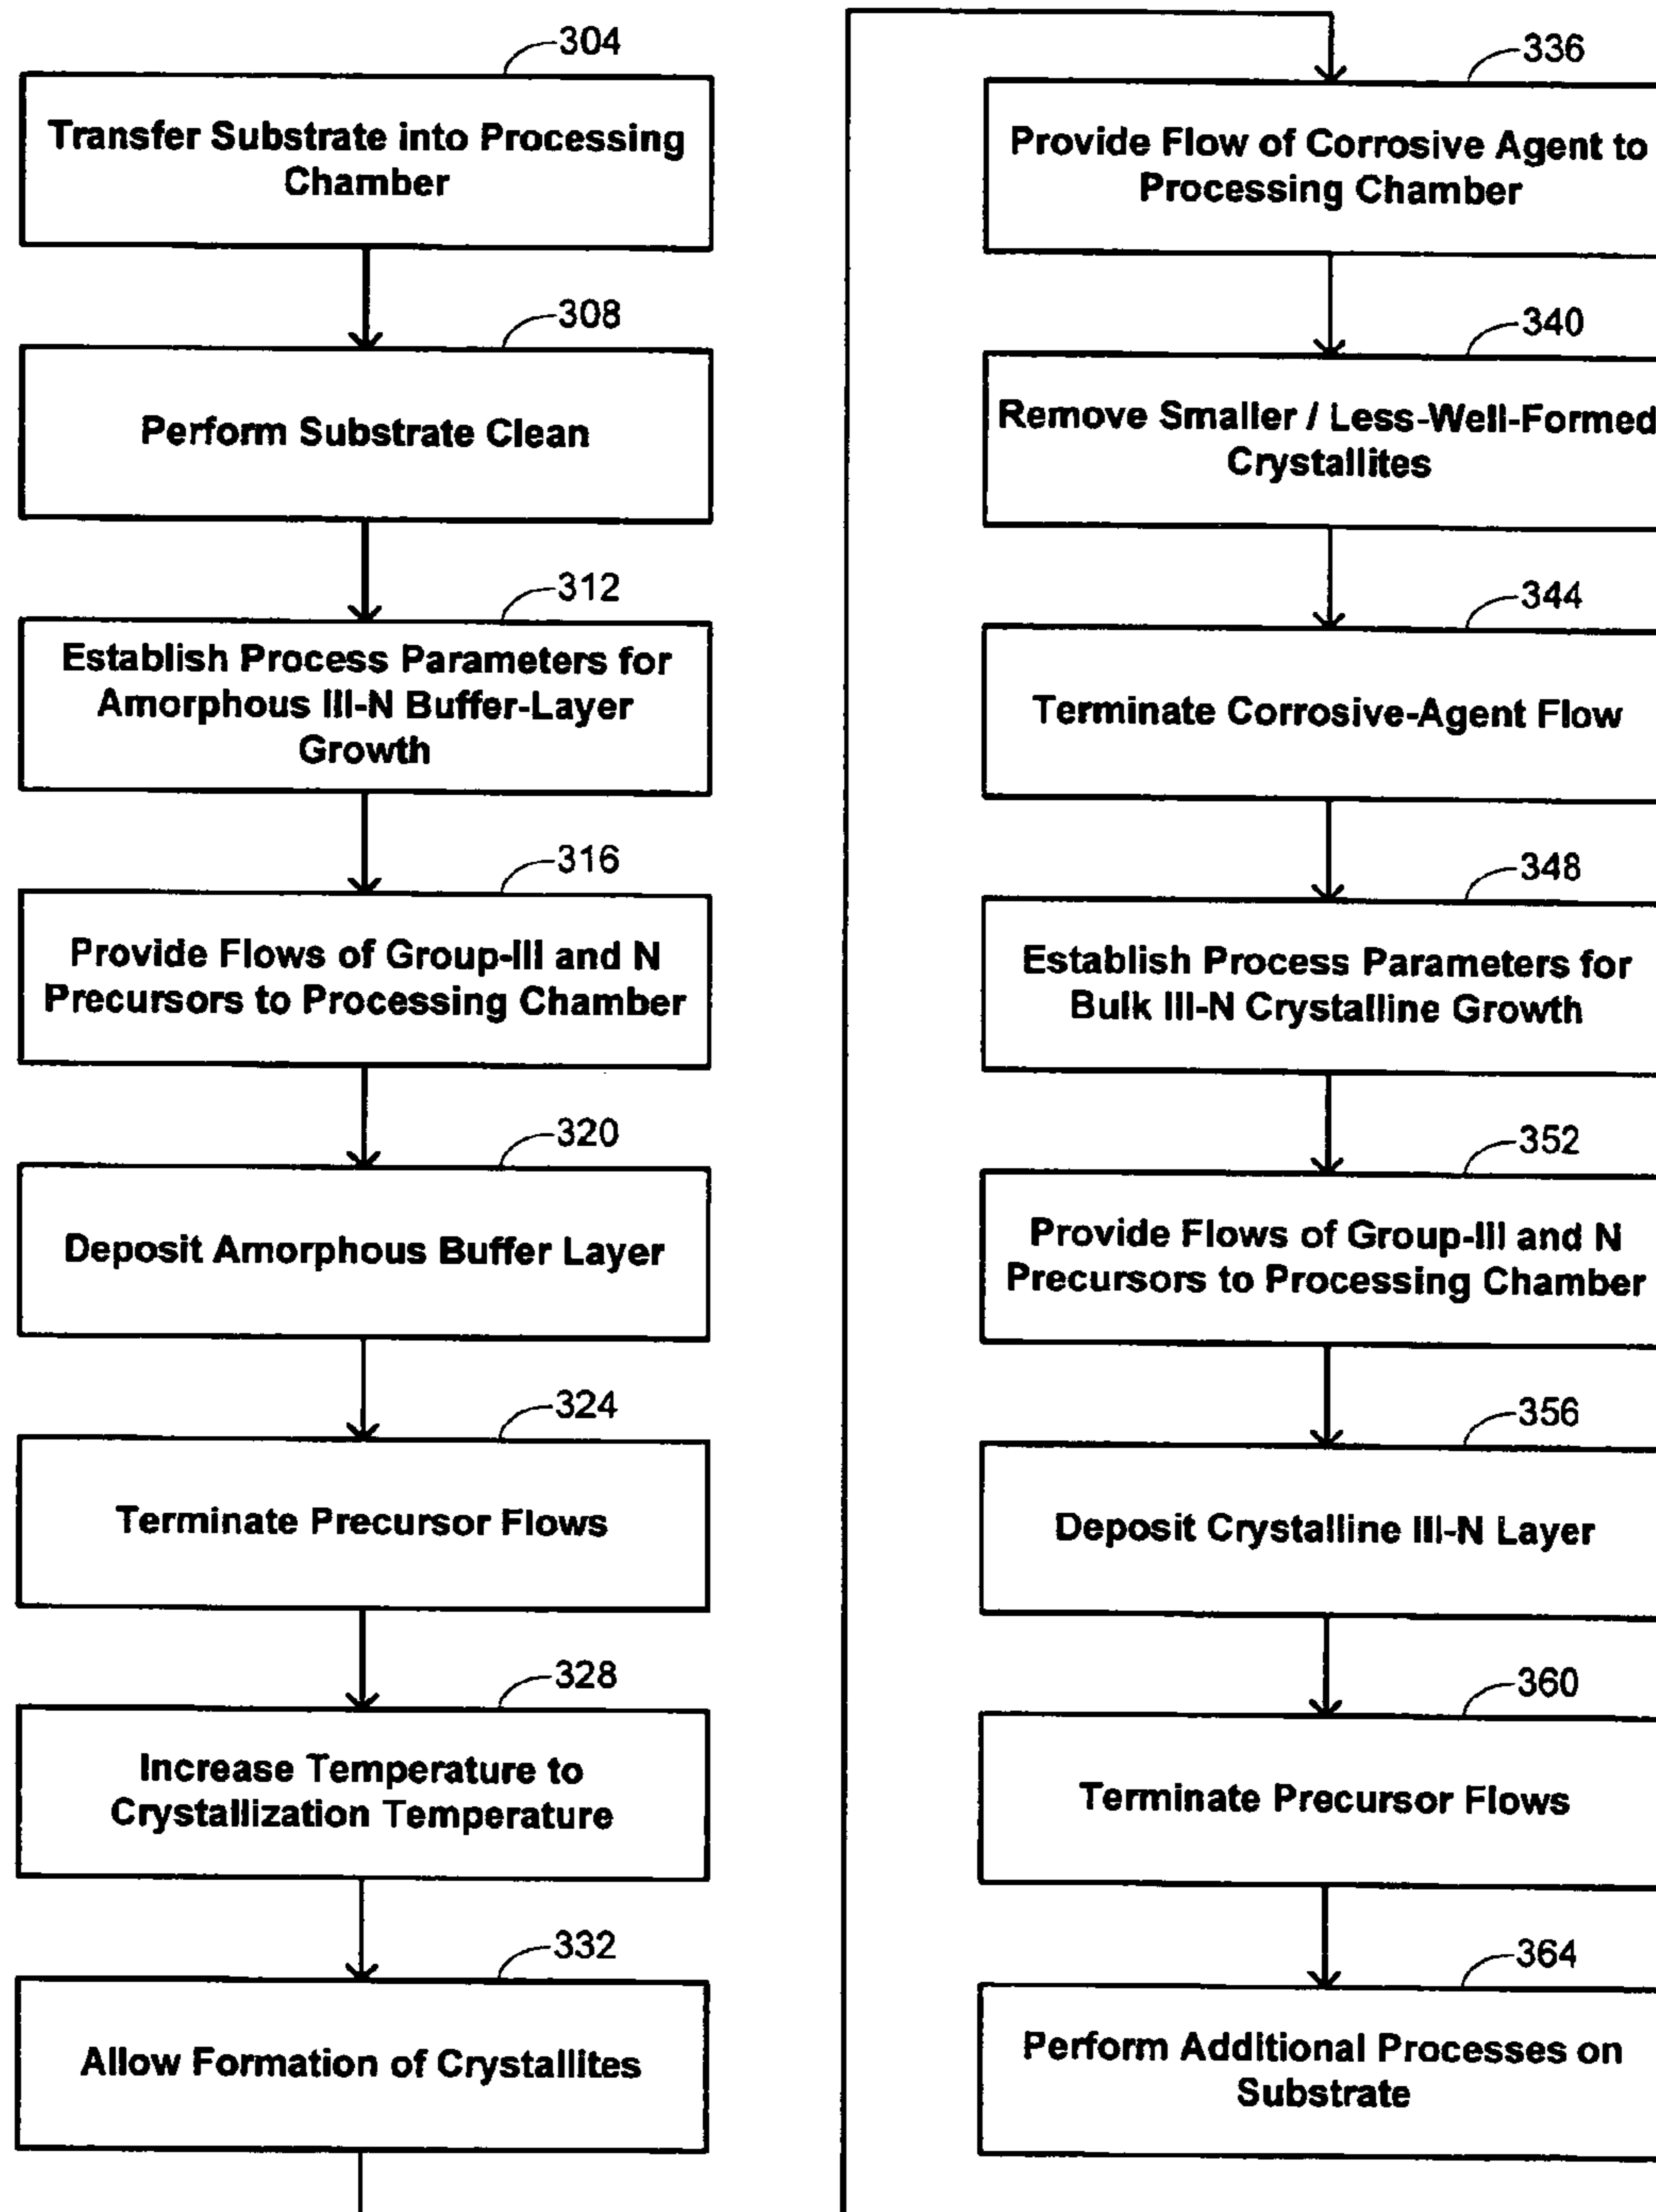 304
Transfer Substrate into Processing
Chamber
308
Perform Substrate Clean
312
Establish Process Parameters for
Amorphous III-N Buffer-Layer
Growth
316
Provide Flows of Group-III and N
Precursors to Processing Chamber
320
Deposit Amorphous Buffer Layer
324
Terminate Precursor Flows
328
Increase Temperature to
Crystallization Temperature
332
Allow Formation of Crystallites
336
Provide Flow of Corrosive Agent to
Processing Chamber
340
Remove Smaller / Less-Well-Formed
Crystallites
344
Terminate Corrosive-Agent Flow
348
Establish Process Parameters for
Bulk III-N Crystalline Growth
352
Provide Flows of Group-III and N
Precursors to Processing Chamber
356
Deposit Crystalline III-N Layer
360
Terminate Precursor Flows
364
Perform Additional Processes on
Substrate